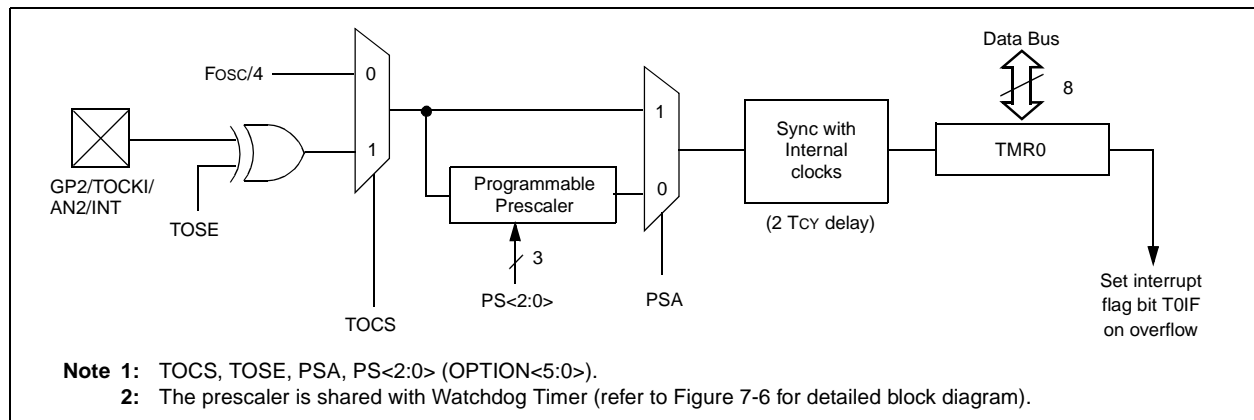 Data Bus
8
FOSC/4
0
1
GP2/TOCKI/
AN2/INT
TOSE
TOCS
Programmable
Prescaler
3
PS<2:0>
1
0
PSA
Sync with
Internal
clocks
(2 TCY delay)
TMR0
Set interrupt
flag bit T0IF
on overflow
Note 1: TOCS, TOSE, PSA, PS<2:0> (OPTION<5:0>).
2: The prescaler is shared with Watchdog Timer (refer to Figure 7-6 for detailed block diagram).